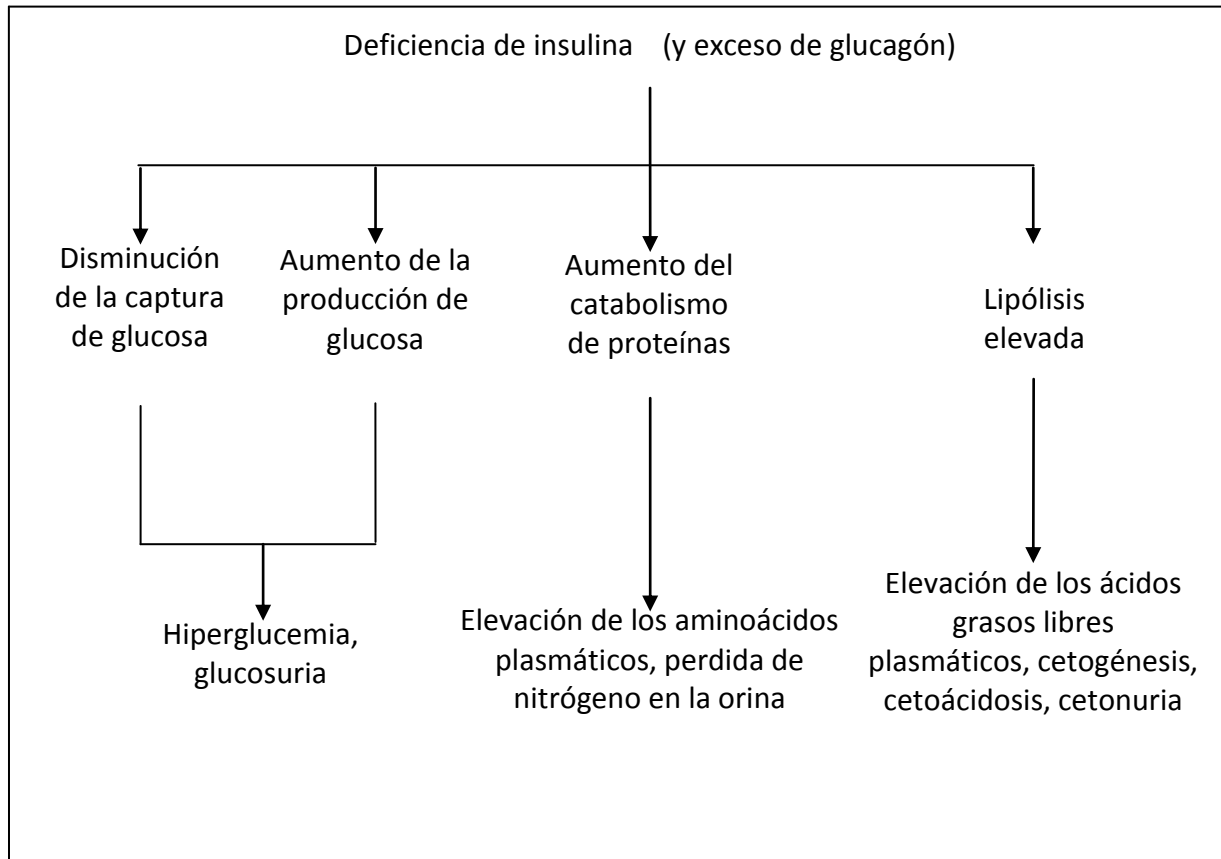 Deficiencia de insulina (y exceso de glucagón)
Disminución
de la captura
de glucosa
Aumento de la
producción de
glucosa
Aumento del
catabolismo
de proteínas
Lipólisis
elevada
Hiperglucemia,
glucosuria
Elevación de los aminoácidos
plasmáticos, perdida de
nitrógeno en la orina
Elevación de los ácidos
grasos libres
plasmáticos, cetogénesis,
cetoácidosis, cetonuria